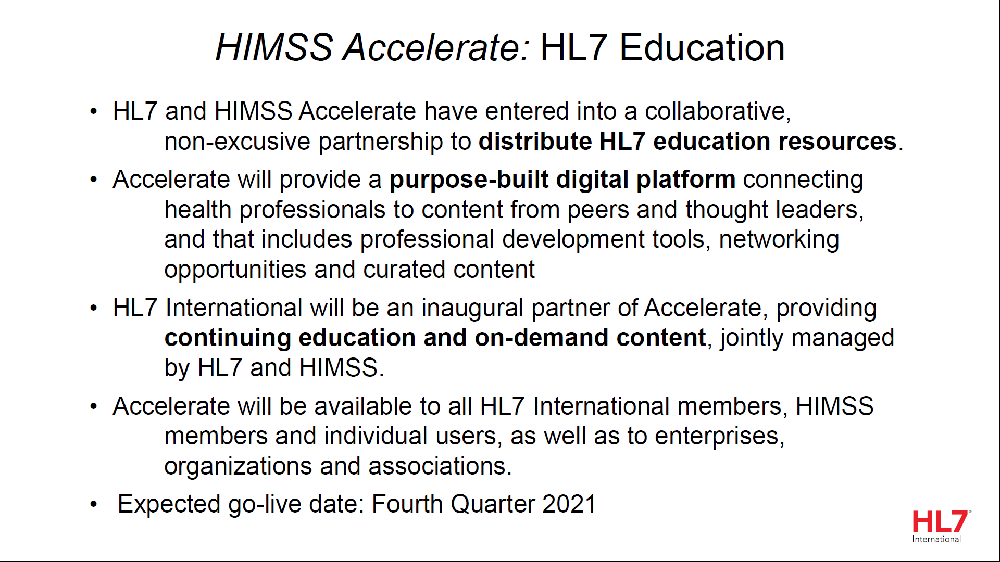 HIMSS Accelerate: HL7 Education
• HL7 and HIMSS Accelerate have entered into a collaborative,
non-excusive partnership to distribute HL7 education resources.
• Accelerate will provide a purpose-built digital platform connecting
health professionals to content from peers and thought leaders,
and that includes professional development tools, networking
opportunities and curated content
• HL7 International will be an inaugural partner of Accelerate, providing
continuing education and on-demand content, jointly managed
by HL7 and HIMSS.
• Accelerate will be available to all HL7 International members, HIMSS
members and individual users, as well as to enterprises,
organizations and associations.
• Expected go-live date: Fourth Quarter 2021
HL7®
International